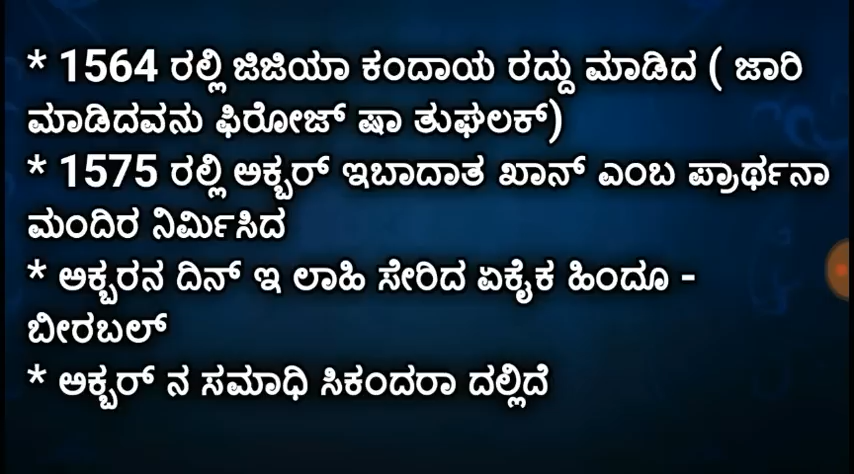 * 1564 ರಲ್ಲಿ ಜಿಜಿಯಾ ಕಂದಾಯ ರದ್ದು ಮಾಡಿದ ( ಜಾರಿ
ಮಾಡಿದವನು ಫಿರೋಜ್ ಷಾ ತುಘಲಕ್)
* 1575 ರಲ್ಲಿ ಅಕ್ಬರ್ ಇಬಾದಾತ ಖಾನ್ ಎಂಬ ಪ್ರಾರ್ಥನಾ
ಮಂದಿರ ನಿರ್ಮಿಸಿದ
* ಅಕ್ಬರನ ದಿನ್ ಇ ಲಾಹಿ ಸೇರಿದ ಏಕೈಕ ಹಿಂದೂ -
ಬೀರಬಲ್
* ಅಕ್ಬರ್ ನ ಸಮಾಧಿ ಸಿಕಂದರಾ ದಲ್ಲಿದೆ